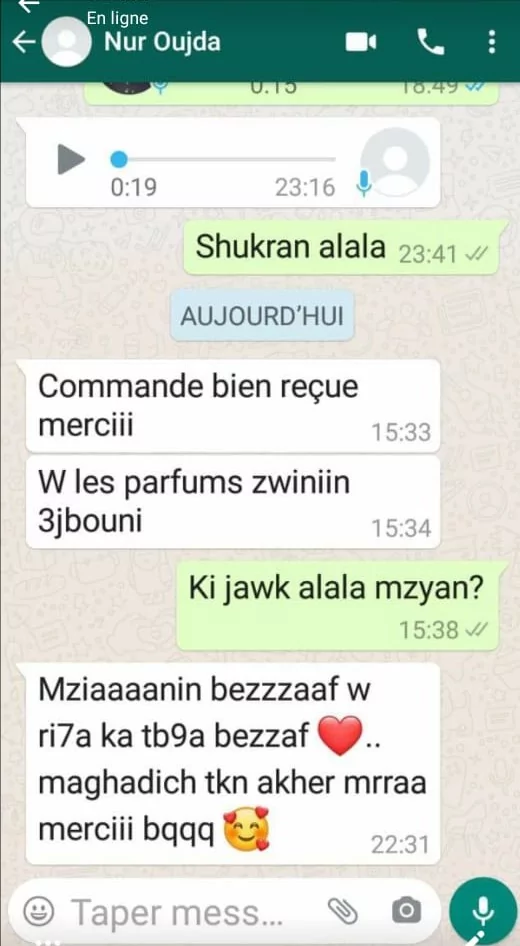 En ligne
Nur Oujda
0:15
18:49
0:19
23:16
Shukran alala 23:41
AUJOURD'HUI
Commande bien reçue
merciii 15:33
W les parfums zwiniin
3jbouni 15:34
Ki jawk alala mzyan?
15:38
Mziaaaanin bezzzaaf w
ri7a ka tb9a bezzaf ❤️..
maghadich tkn akher mrraa
merciii bqqq 🥰 22:31
Taper mess...